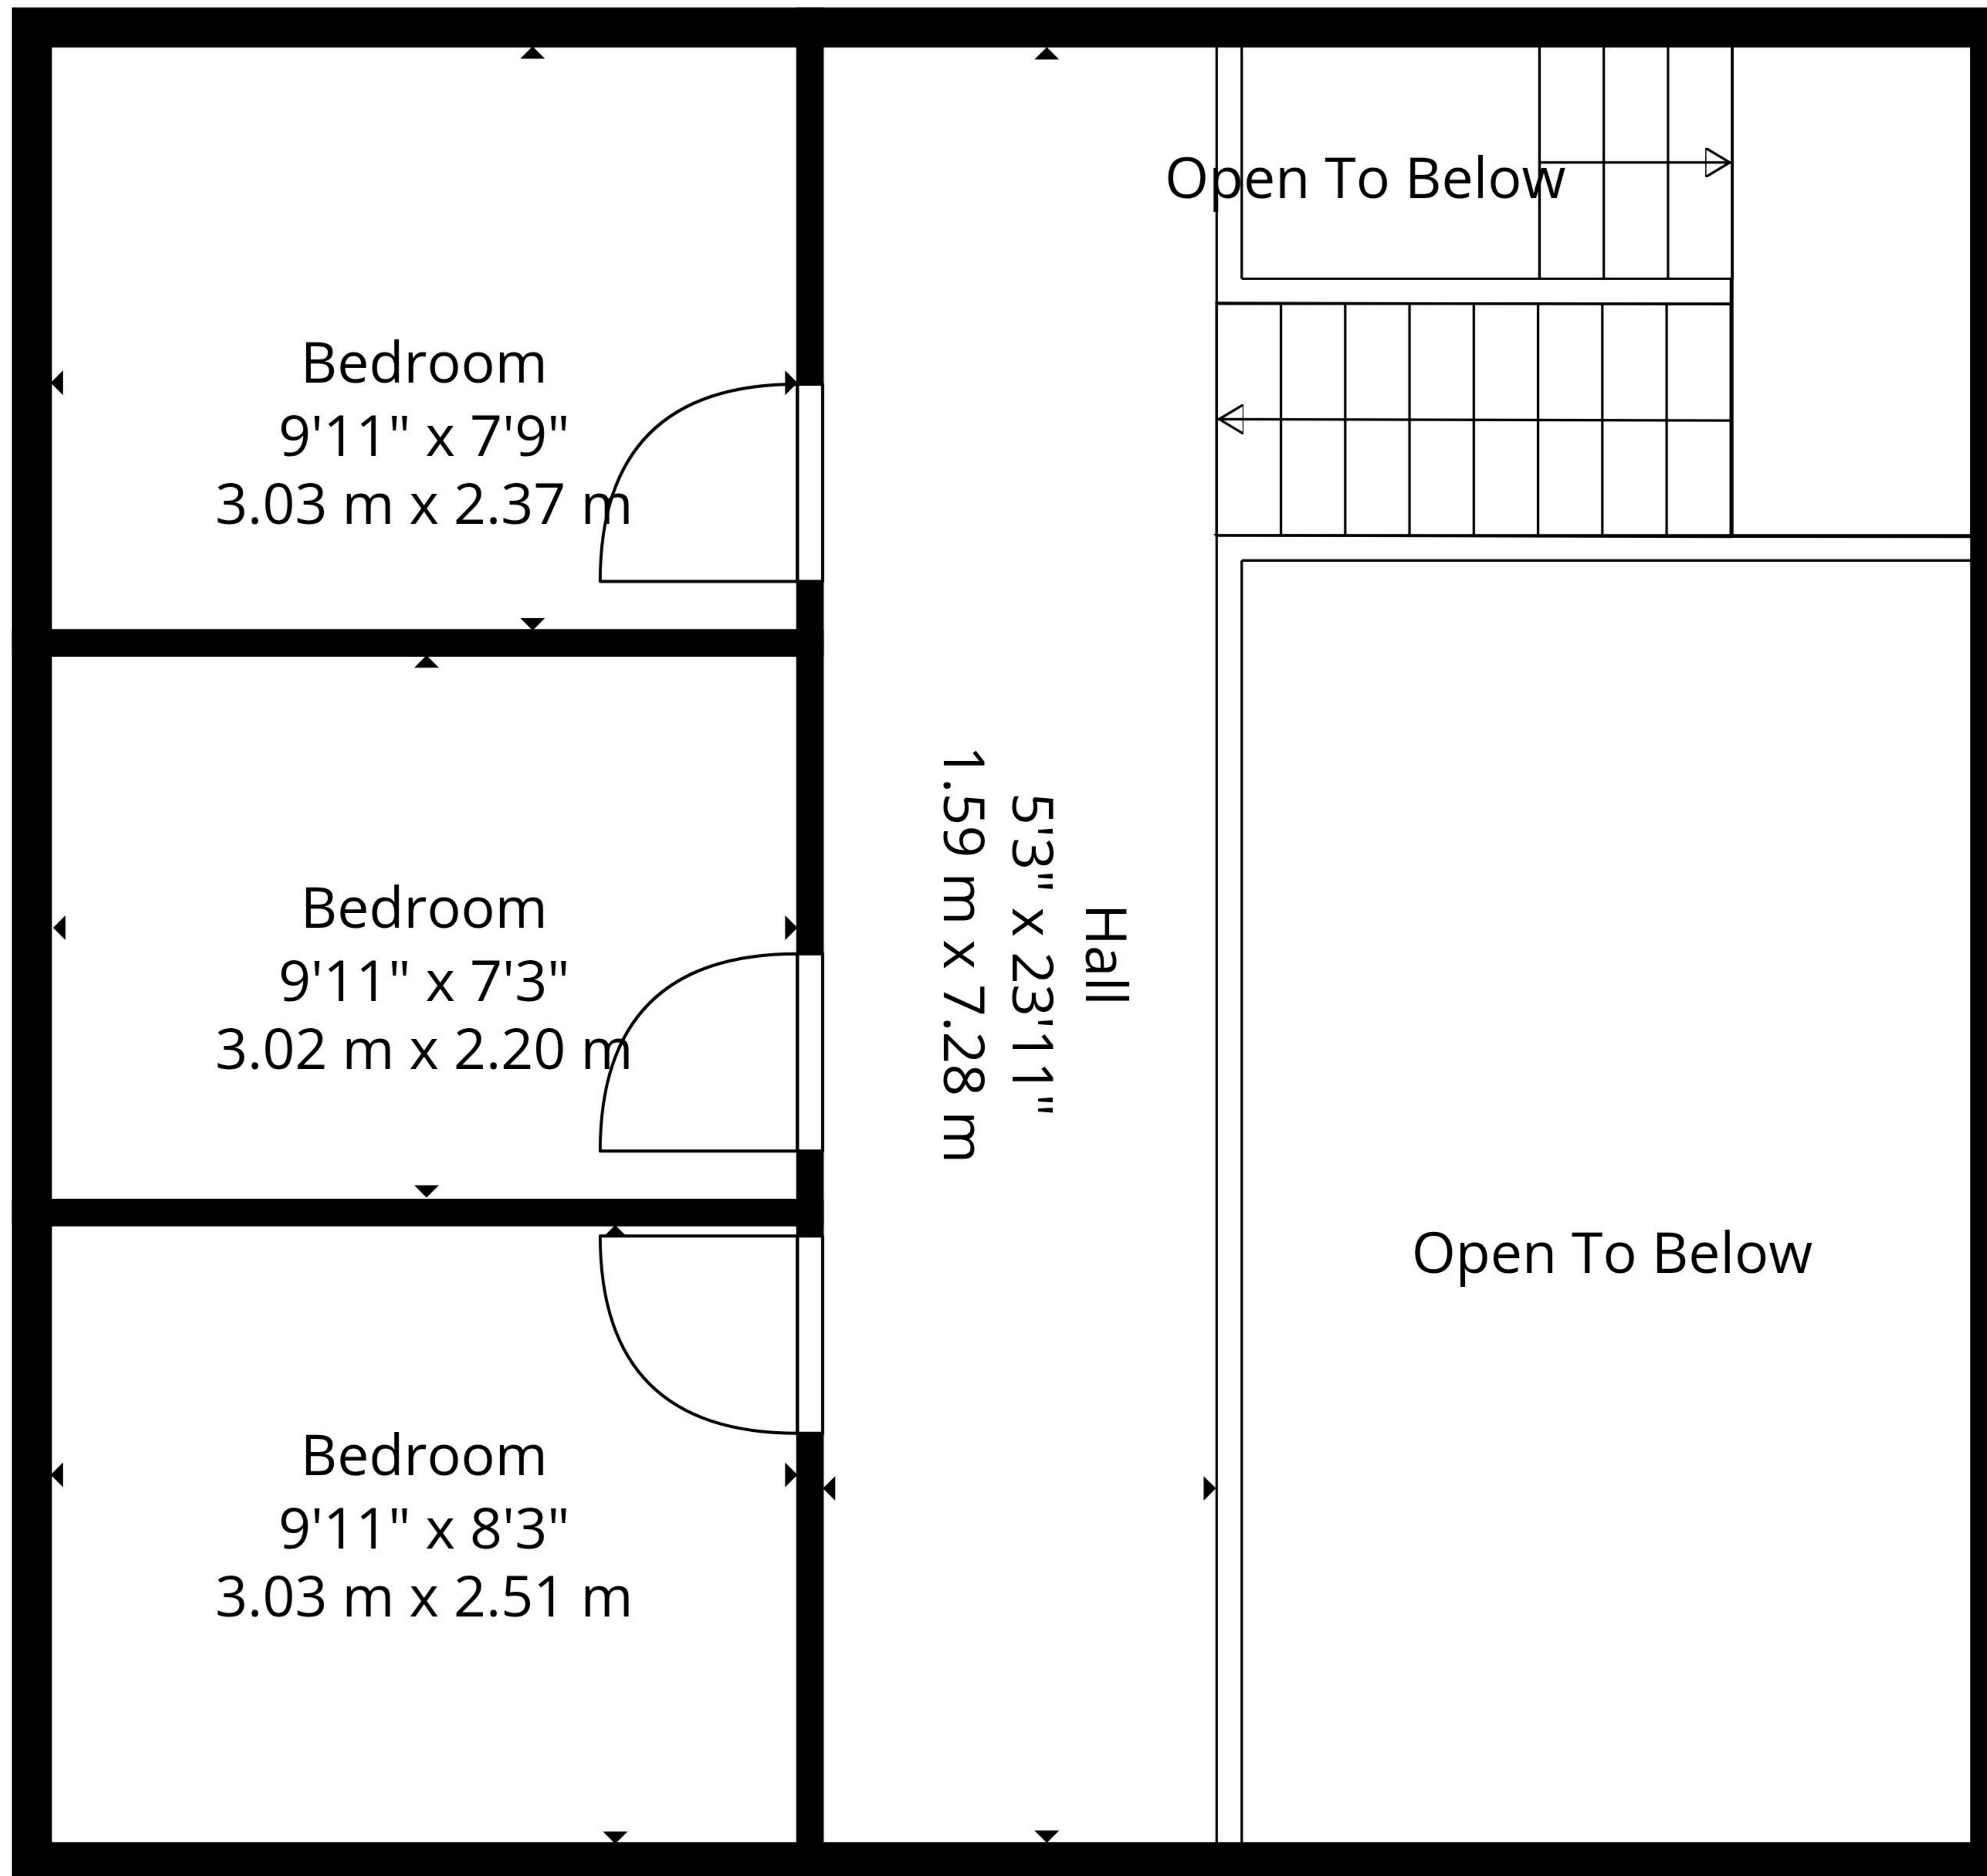 Open To Below
Bedroom
9'11" x 7'9"
3.03 m x 2.37 m
Hall
5'3" x 23'11"
1.59 m x 7.28 m
Bedroom
9'11" x 7'3"
3.02 m x 2.20 m
Open To Below
Bedroom
9'11" x 8'3"
3.03 m x 2.51 m